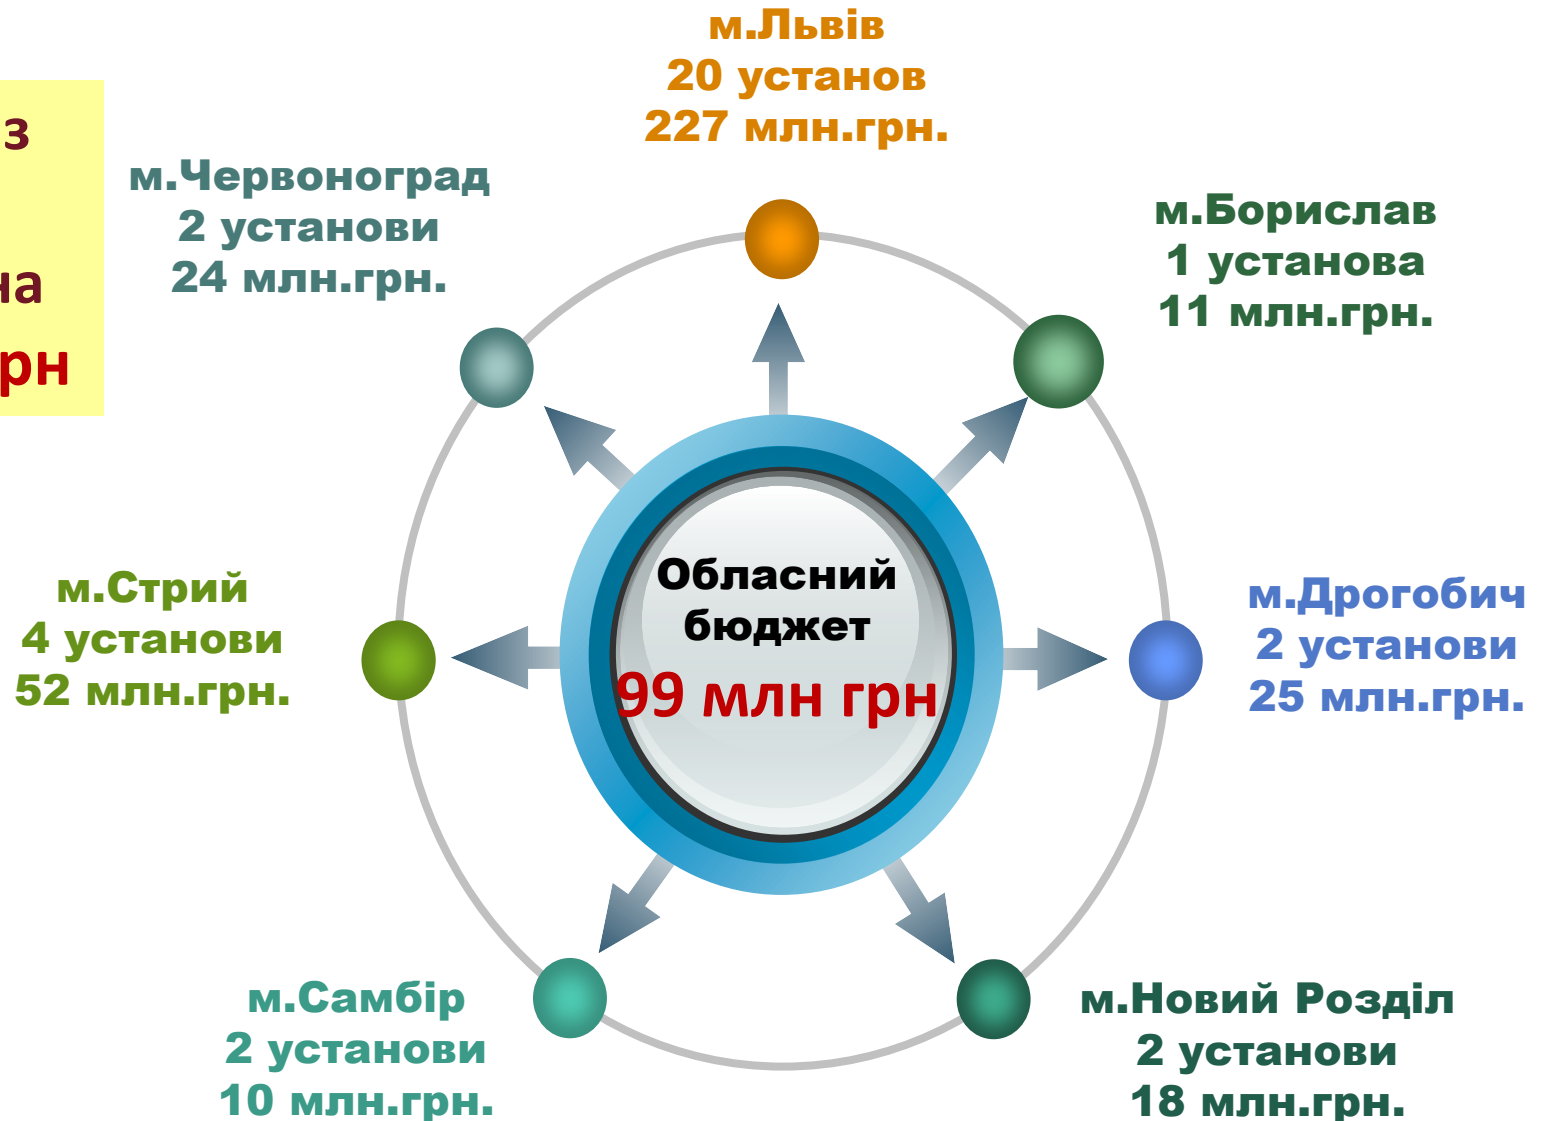 м.Львів
20 установ
227 млн.грн.
з
на
грн
м.Червоноград
2 установи
24 млн.грн.
м.Борислав
1 установа
11 млн.грн.
Обласний
бюджет
99 млн грн
м.Стрий
4 установи
52 млн.грн.
м.Дрогобич
2 установи
25 млн.грн.
м.Самбір
2 установи
10 млн.грн.
м.Новий Розділ
2 установи
18 млн.грн.